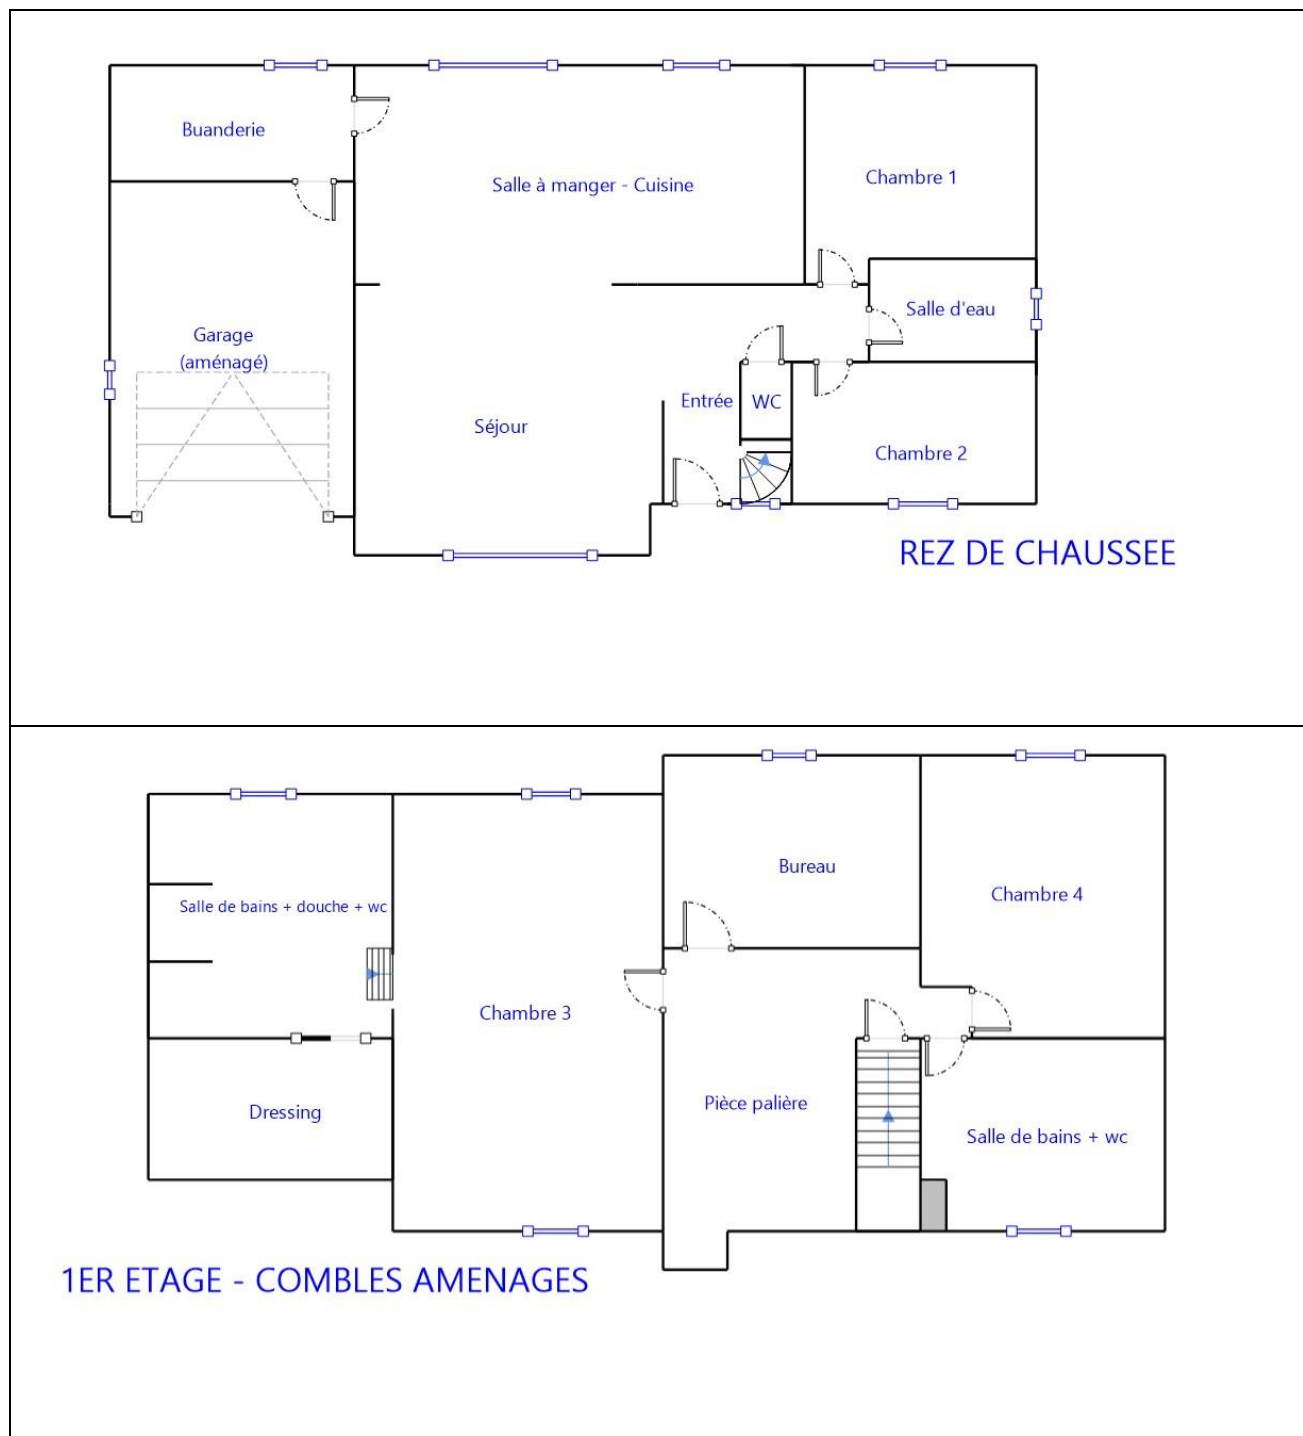 Buanderie
Salle à manger - Cuisine
Chambre 1
Salle d'eau
Garage
(aménagé)
Entrée
WC
Séjour
Chambre 2
REZ DE CHAUSSEE
Bureau
Chambre 4
Salle de bains + douche + wc
Chambre 3
Dressing
Pièce palière
Salle de bains + wc
1ER ETAGE - COMBLES AMENAGES